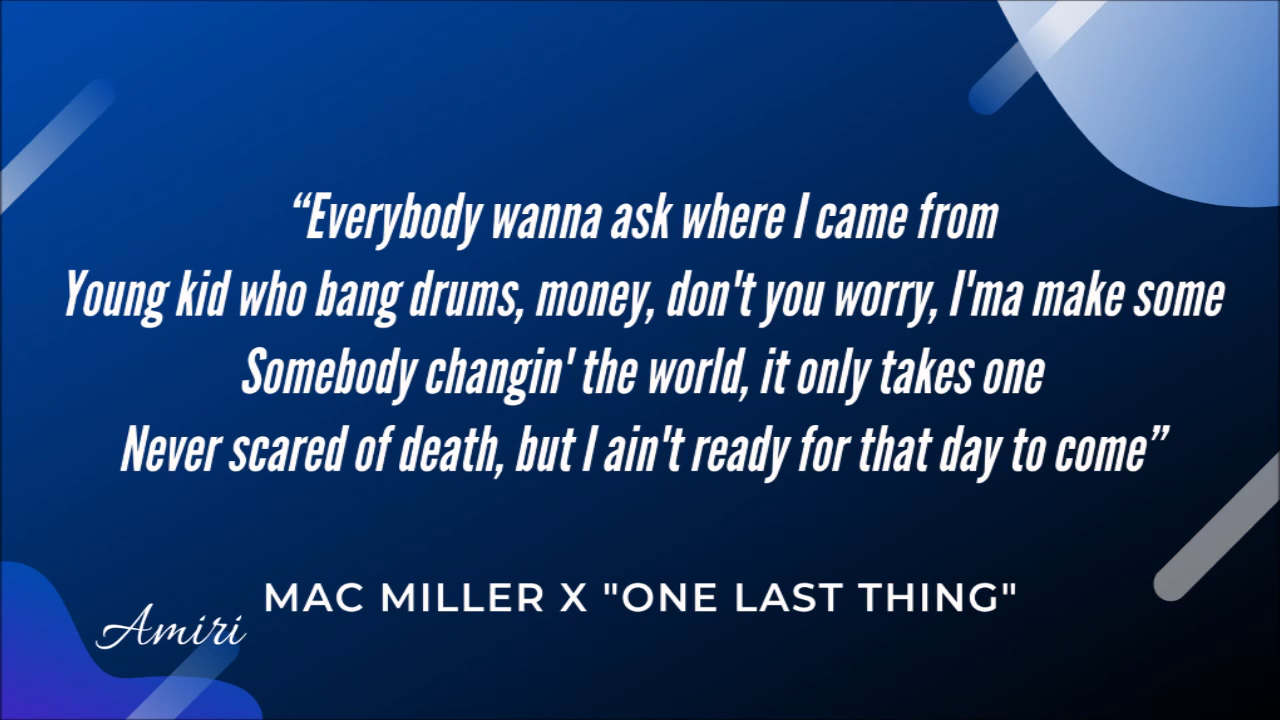 “Everybody wanna ask where I came from
Young kid who bang drums, money, don't you worry, I'ma make some
Somebody changin' the world, it only takes one
Never scared of death, but I ain't ready for that day to come”
MAC MILLER X "ONE LAST THING"
Amiri